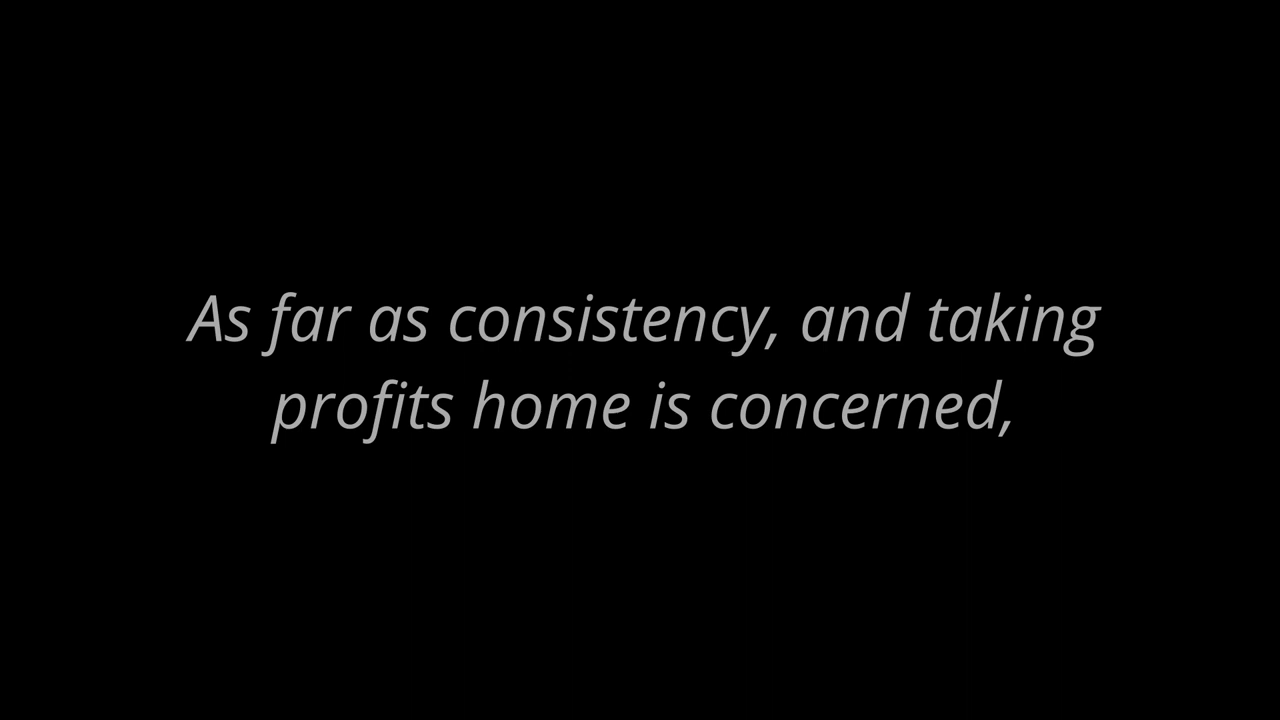 As far as consistency, and taking
profits home is concerned,